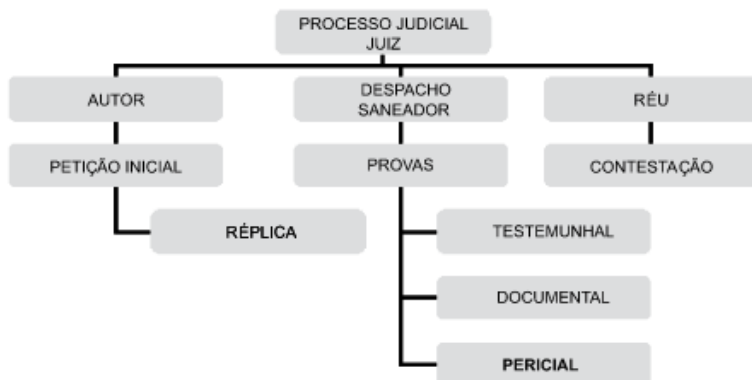 PROCESSO JUDICIAL
JUIZ
AUTOR
DESPACHO
SANEADOR
RÉU
PETIÇÃO INICIAL
PROVAS
CONTESTAÇÃO
RÉPLICA
TESTEMUNHAL
DOCUMENTAL
PERICIAL